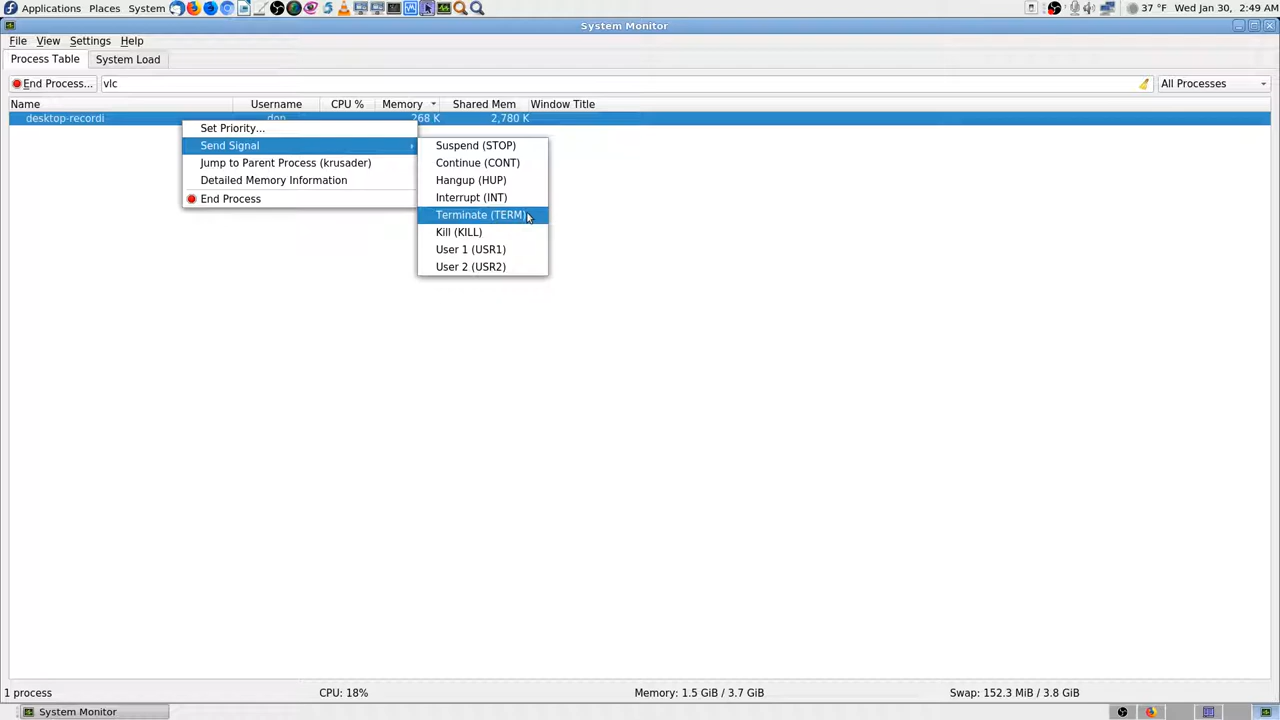 Applications Places System 37 °F Wed Jan 30, 2:49 AM
System Monitor
File View Settings Help
Process Table System Load
End Process... vlc All Processes
Name Username CPU % Memory Shared Mem Window Title
desktop-recordi don 268 K 2,780 K
Set Priority...
Send Signal
Jump to Parent Process (krusader)
Detailed Memory Information
End Process
Suspend (STOP)
Continue (CONT)
Hangup (HUP)
Interrupt (INT)
Terminate (TERM)
Kill (KILL)
User 1 (USR1)
User 2 (USR2)
1 process CPU: 18% Memory: 1.5 GiB / 3.7 GiB Swap: 152.3 MiB / 3.8 GiB
System Monitor